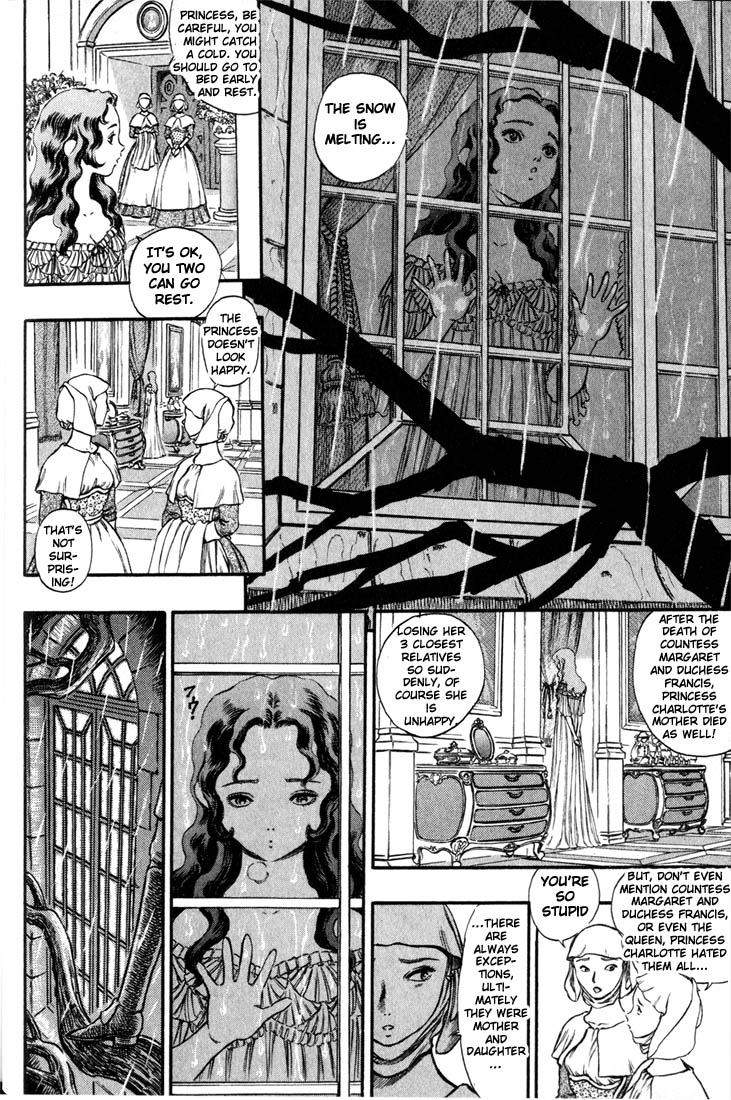 THE SNOW
IS
MELTING...
PRINCESS, BE
CAREFUL, YOU
MIGHT CATCH
A COLD. YOU
SHOULD GO TO
BED EARLY
AND REST.
IT'S OK,
YOU TWO
CAN GO
REST.
THE
PRINCESS
DOESN'T
LOOK
HAPPY.
THAT'S
NOT
SUR-
PRIS-
ING!
AFTER THE
DEATH OF
COUNTESS
MARGARET
AND DUCHESS
FRANCIS,
PRINCESS
CHARLOTTE'S
MOTHER DIED
AS WELL!
LOSING HER
3 CLOSEST
RELATIVES
SO SUD-
DENLY, OF
COURSE SHE
IS
UNHAPPY.
BUT, DON'T EVEN
MENTION COUNTESS
MARGARET AND
DUCHESS FRANCIS,
OR EVEN THE
QUEEN, PRINCESS
CHARLOTTE HATED
THEM ALL...
YOU'RE
SO
STUPID
...THERE
ARE
ALWAYS
EXCEP-
TIONS,
ULTI-
MATELY
THEY WERE
MOTHER
AND
DAUGHTER
...
フゥ!